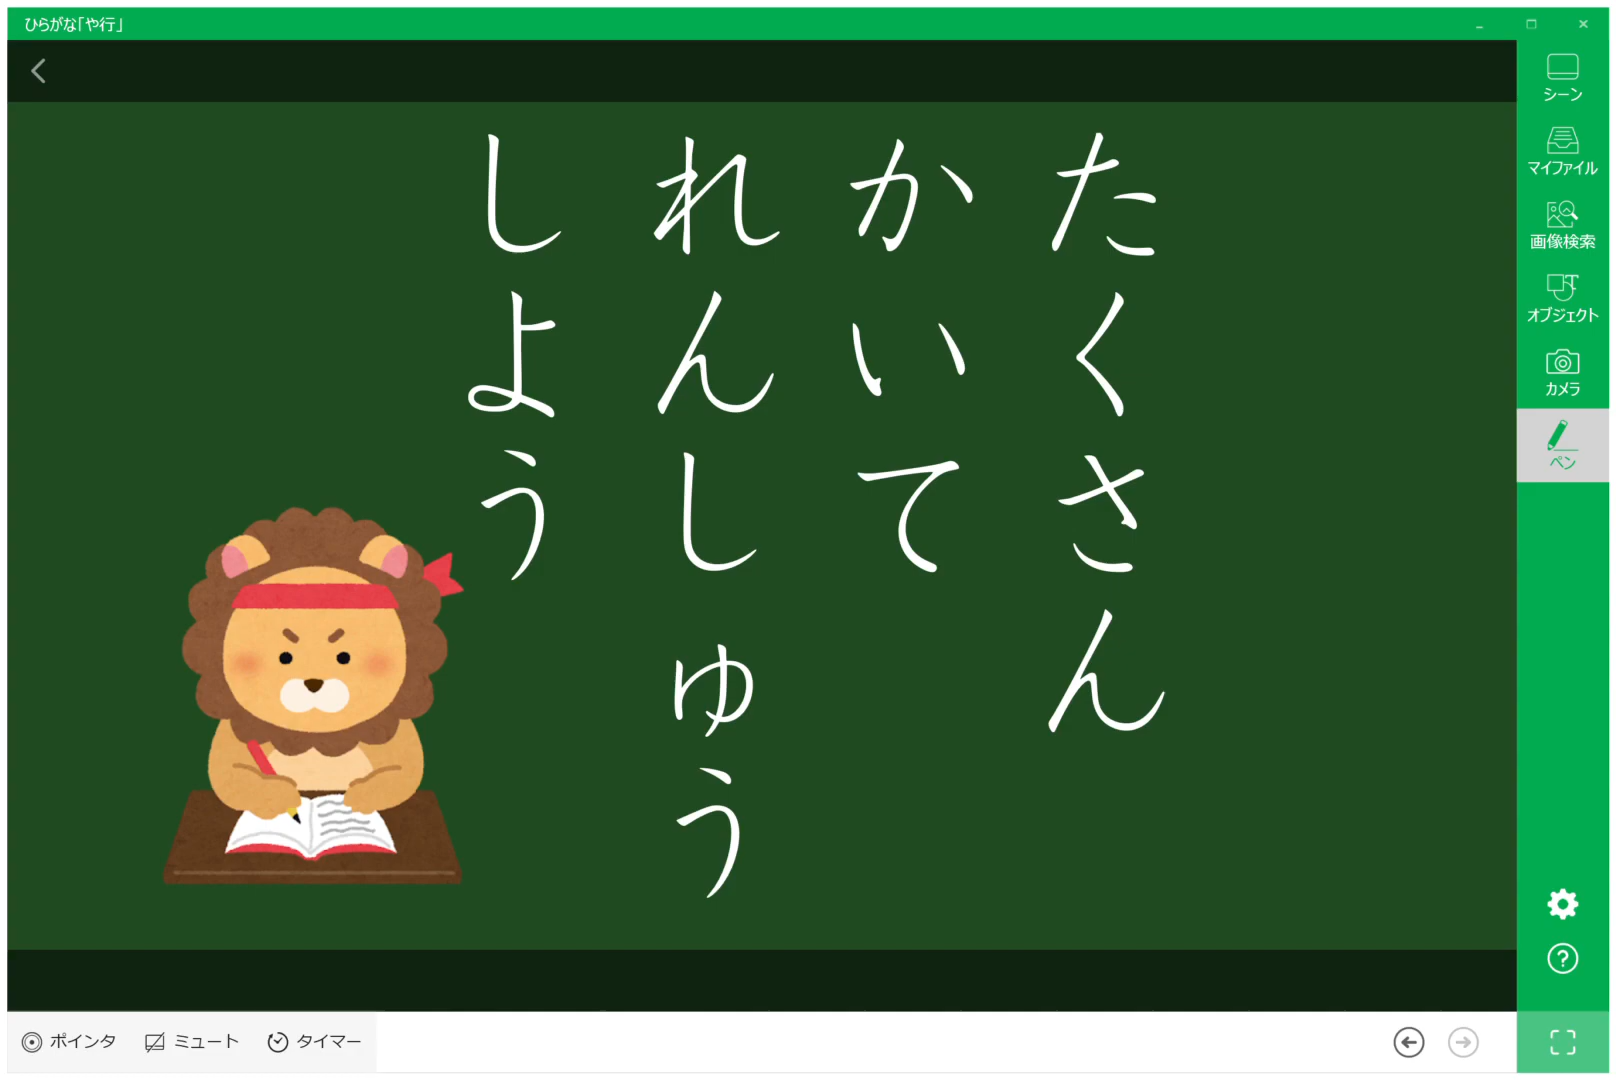 ひらがな「や行」
たくさん
かいて
れんしゅう
しよう
シーン
マイファイル
画像検索
オブジェクト
カメラ
ペン
ポインタ
ミュート
タイマー